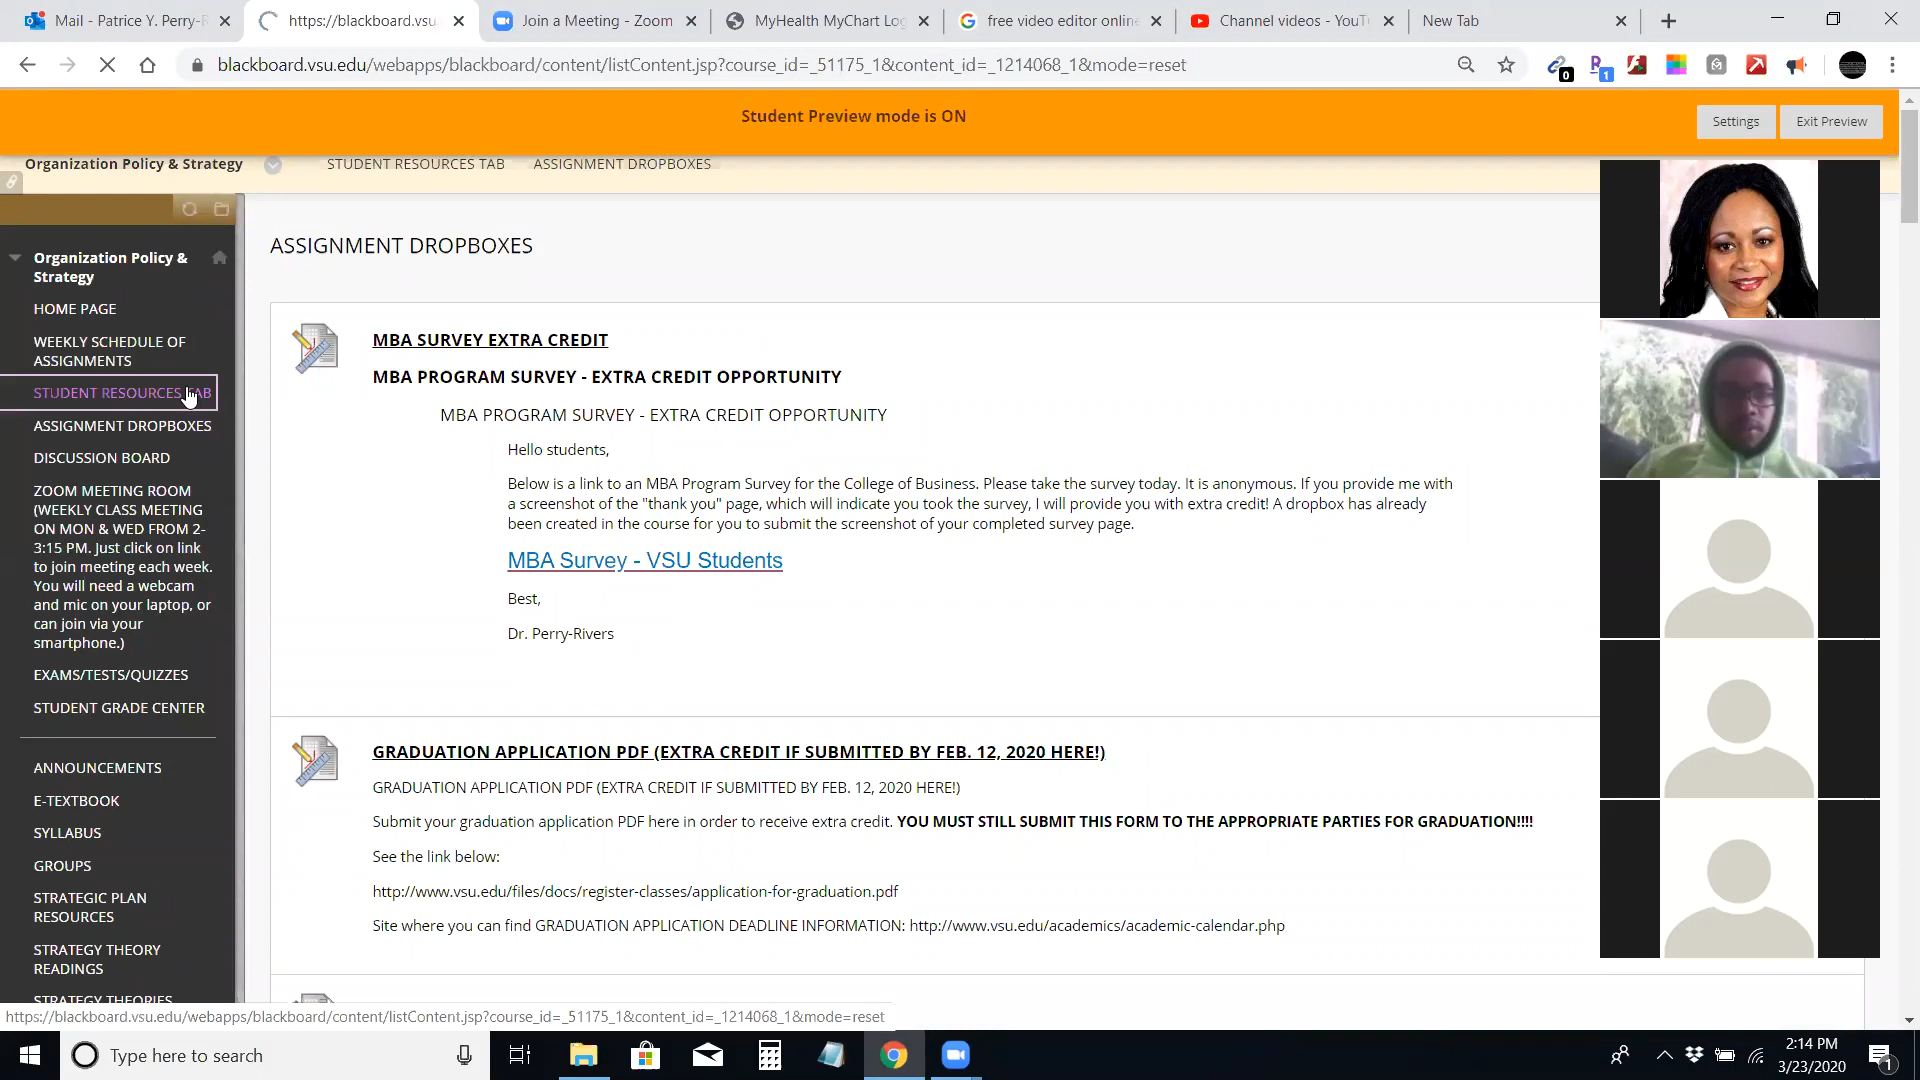 Mail - Patrice Y. Perry-R
https://blackboard.vsu
Join a Meeting - Zoom
MyHealth MyChart Log
free video editor online
Channel videos - YouTu
New Tab
blackboard.vsu.edu/webapps/blackboard/content/listContent.jsp?course_id=_51175_1&content_id=_1214068_1&mode=reset
0
1
Student Preview mode is ON
Settings
Exit Preview
Organization Policy & Strategy
STUDENT RESOURCES TAB
ASSIGNMENT DROPBOXES
Organization Policy &
Strategy
HOME PAGE
WEEKLY SCHEDULE OF
ASSIGNMENTS
STUDENT RESOURCES TAB
ASSIGNMENT DROPBOXES
DISCUSSION BOARD
ZOOM MEETING ROOM
(WEEKLY CLASS MEETING
ON MON & WED FROM 2-
3:15 PM. Just click on link
to join meeting each week.
You will need a webcam
and mic on your laptop, or
can join via your
smartphone.)
EXAMS/TESTS/QUIZZES
STUDENT GRADE CENTER
ANNOUNCEMENTS
E-TEXTBOOK
SYLLABUS
GROUPS
STRATEGIC PLAN
RESOURCES
STRATEGY THEORY
READINGS
STRATEGY THEORIES
ASSIGNMENT DROPBOXES
MBA SURVEY EXTRA CREDIT
MBA PROGRAM SURVEY - EXTRA CREDIT OPPORTUNITY
MBA PROGRAM SURVEY - EXTRA CREDIT OPPORTUNITY
Hello students,
Below is a link to an MBA Program Survey for the College of Business. Please take the survey today. It is anonymous. If you provide me with
a screenshot of the "thank you" page, which will indicate you took the survey, I will provide you with extra credit! A dropbox has already
been created in the course for you to submit the screenshot of your completed survey page.
MBA Survey - VSU Students
Best,
Dr. Perry-Rivers
GRADUATION APPLICATION PDF (EXTRA CREDIT IF SUBMITTED BY FEB. 12, 2020 HERE!)
GRADUATION APPLICATION PDF (EXTRA CREDIT IF SUBMITTED BY FEB. 12, 2020 HERE!)
Submit your graduation application PDF here in order to receive extra credit. YOU MUST STILL SUBMIT THIS FORM TO THE APPROPRIATE PARTIES FOR GRADUATION!!!!
See the link below:
http://www.vsu.edu/files/docs/register-classes/application-for-graduation.pdf
Site where you can find GRADUATION APPLICATION DEADLINE INFORMATION: http://www.vsu.edu/academics/academic-calendar.php
https://blackboard.vsu.edu/webapps/blackboard/content/listContent.jsp?course_id=_51175_1&content_id=_1214068_1&mode=reset
Type here to search
2:14 PM
3/23/2020
1